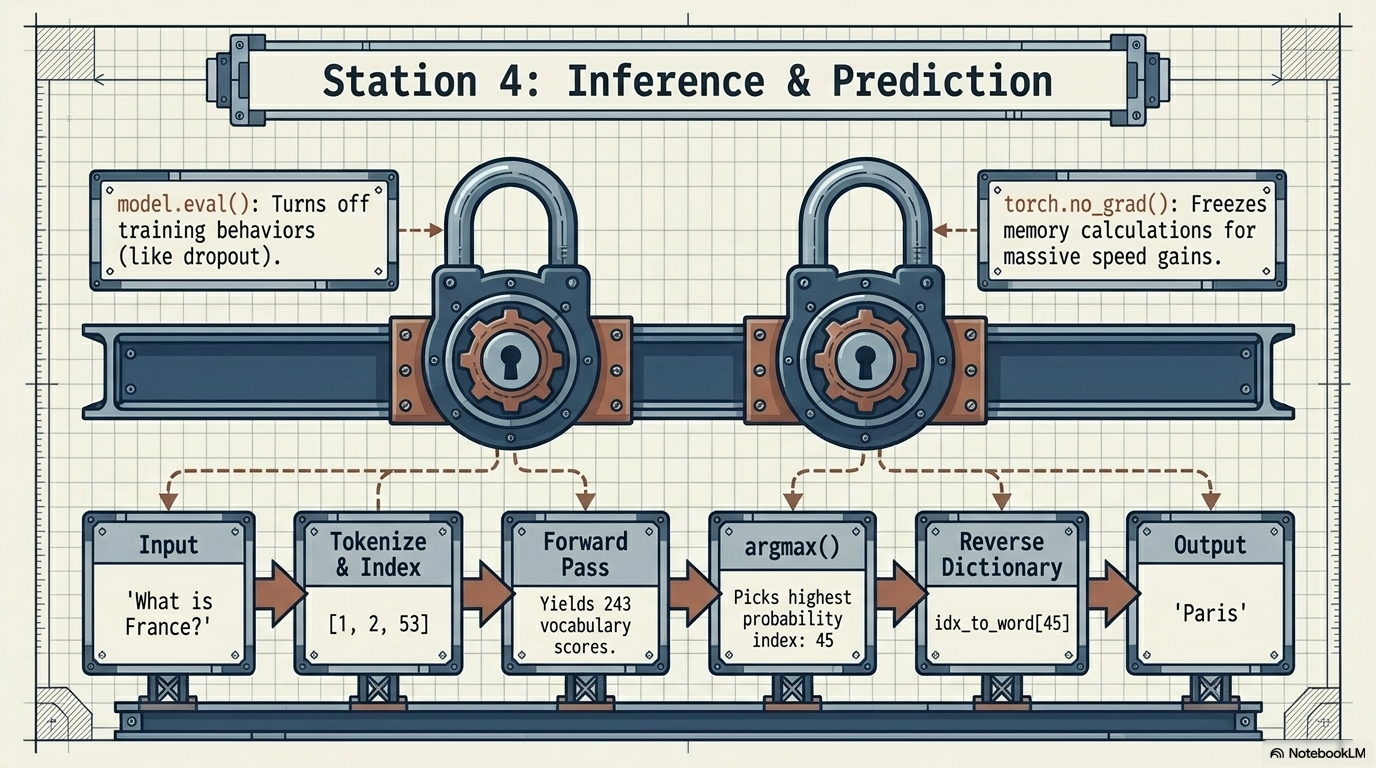 Station 4: Inference & Prediction
model.eval(): Turns off
training behaviors
(like dropout).
torch.no_grad(): Freezes
memory calculations for
massive speed gains.
Input
'What is
France?'
Tokenize
& Index
[1, 2, 53]
Forward
Pass
Yields 243
vocabulary
scores.
argmax()
Picks highest
probability
index: 45
Reverse
Dictionary
idx_to_word[45]
Output
'Paris'
NotebookLM